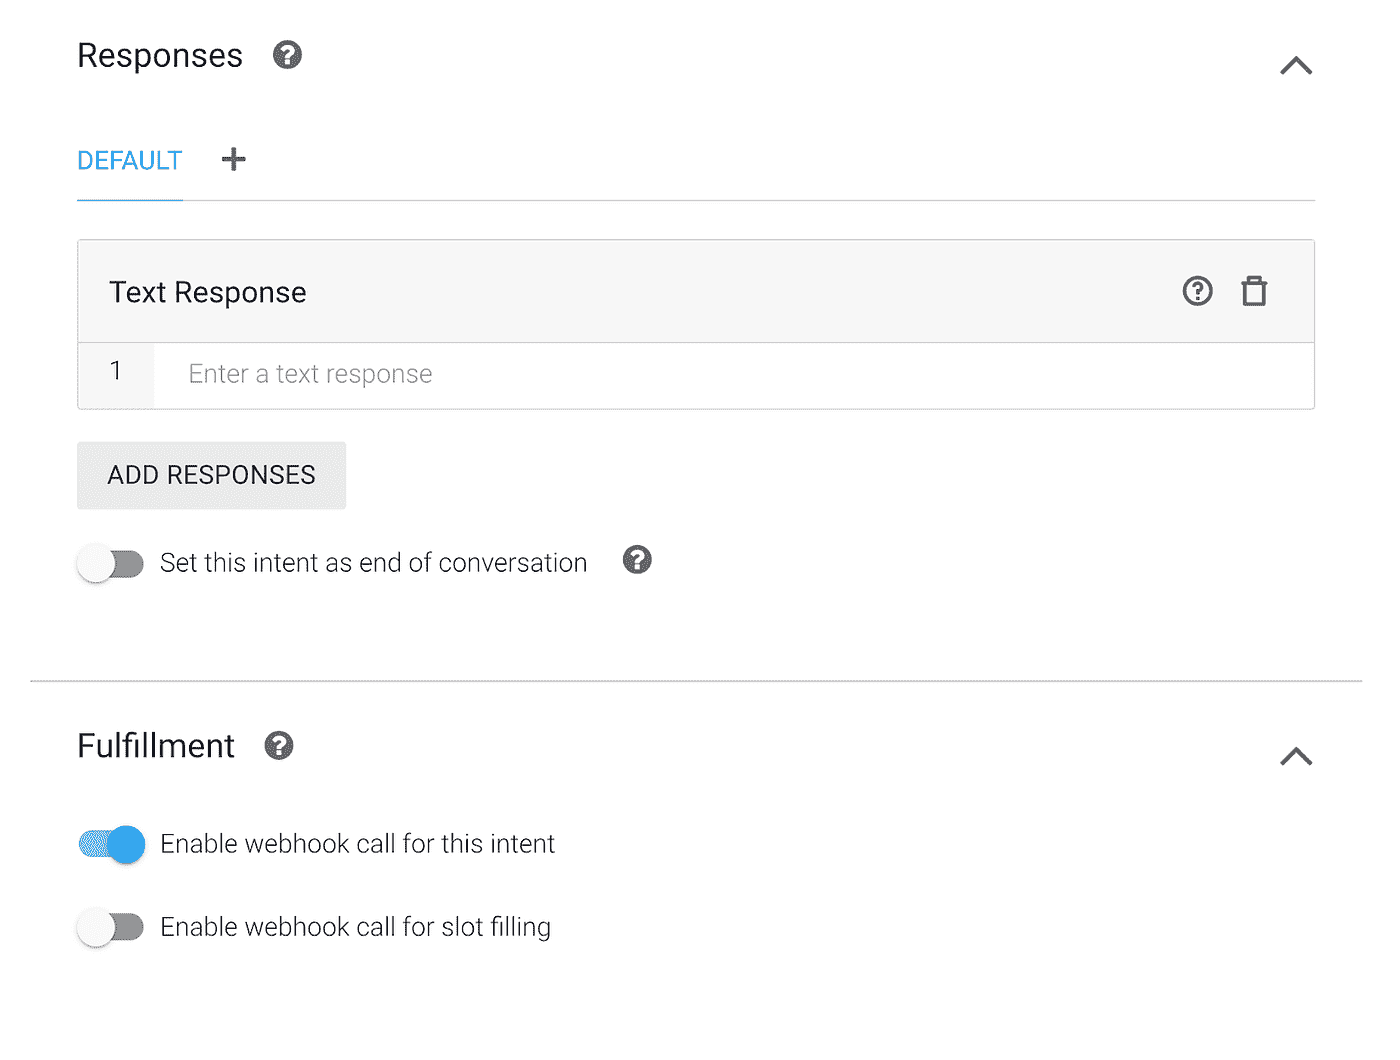 Responses
DEFAULT
Text Response
1 Enter a text response
ADD RESPONSES
Set this intent as end of conversation
Fulfillment
Enable webhook call for this intent
Enable webhook call for slot filling